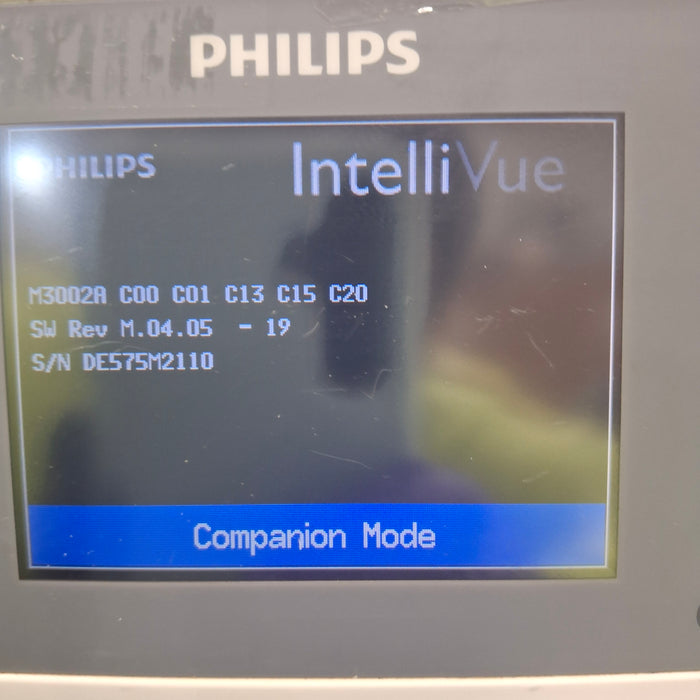 PHILIPS
PHILIPS IntelliVue
M3002A C00 C01 C13 C15 C20
SW Rev M.04.05 - 19
S/N DE575M2110
Companion Mode